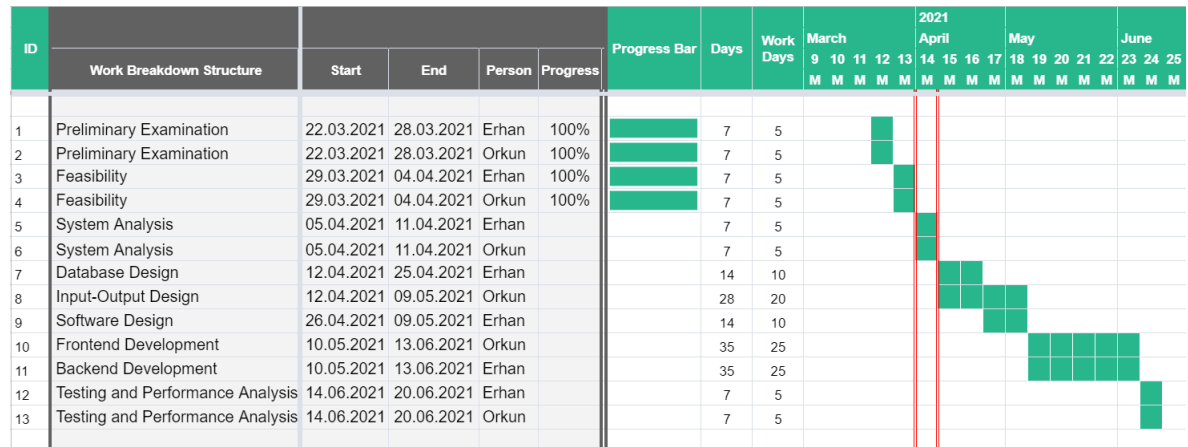 2021
March April May June
ID Work Breakdown Structure Start End Person Progress Progress Bar Days Work Days
9 10 11 12 13 14 15 16 17 18 19 20 21 22 23 24 25
M M M M M M M M M M M M M M M M M
1 Preliminary Examination 22.03.2021 28.03.2021 Erhan 100% 7 5
2 Preliminary Examination 22.03.2021 28.03.2021 Orkun 100% 7 5
3 Feasibility 29.03.2021 04.04.2021 Erhan 100% 7 5
4 Feasibility 29.03.2021 04.04.2021 Orkun 100% 7 5
5 System Analysis 05.04.2021 11.04.2021 Erhan 7 5
6 System Analysis 05.04.2021 11.04.2021 Orkun 7 5
7 Database Design 12.04.2021 25.04.2021 Erhan 14 10
8 Input-Output Design 12.04.2021 09.05.2021 Orkun 28 20
9 Software Design 26.04.2021 09.05.2021 Erhan 14 10
10 Frontend Development 10.05.2021 13.06.2021 Orkun 35 25
11 Backend Development 10.05.2021 13.06.2021 Erhan 35 25
12 Testing and Performance Analysis 14.06.2021 20.06.2021 Erhan 7 5
13 Testing and Performance Analysis 14.06.2021 20.06.2021 Orkun 7 5